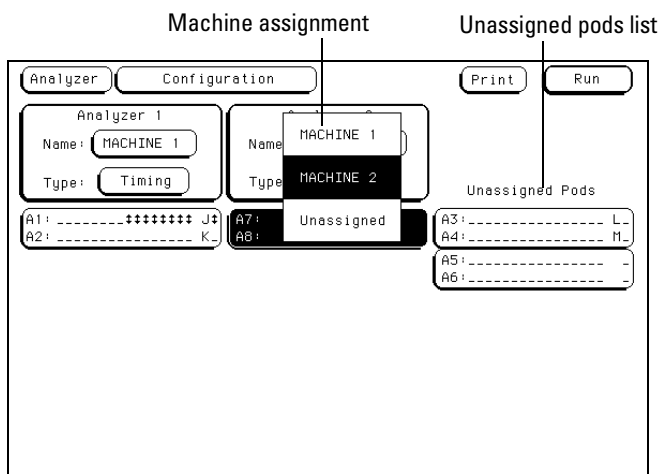 Machine assignment
Unassigned pods list
Analyzer Configuration Print Run
Analyzer 1
Name: MACHINE 1
Type: Timing
Name
Type
MACHINE 1
MACHINE 2
Unassigned
Unassigned Pods
A1:_______‡‡‡‡‡‡‡‡ J‡
A2:________________ K_
A7:
A8:
A3:________________ L_
A4:________________ M_
A5:________________ _
A6:________________ _